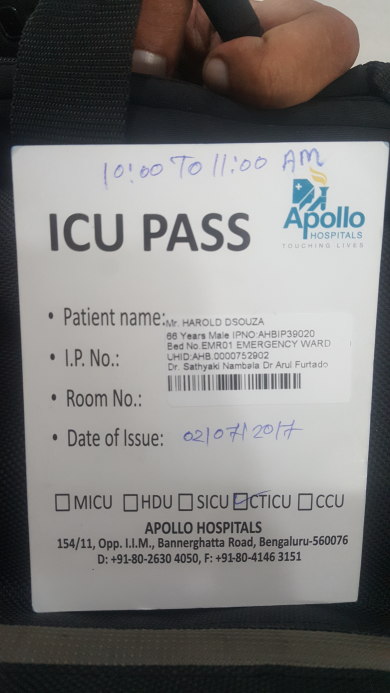 10:00 TO 11:00 AM
ICU PASS
Apollo
HOSPITALS
TOUCHING LIVES
• Patient name:
Mr. HAROLD DSOUZA
66 Years Male IPNO:AHBIP39020
Bed No.EMR01 EMERGENCY WARD
UHID:AHB.0000752902
Dr. Sathyaki Nambala Dr Arul Furtado
• I.P. No.:
• Room No.:
• Date of Issue: 02/07/2017
MICU HDU SICU CTICU CCU
APOLLO HOSPITALS
154/11, Opp. I.I.M., Bannerghatta Road, Bengaluru-560076
D: +91-80-2630 4050, F: +91-80-4146 3151